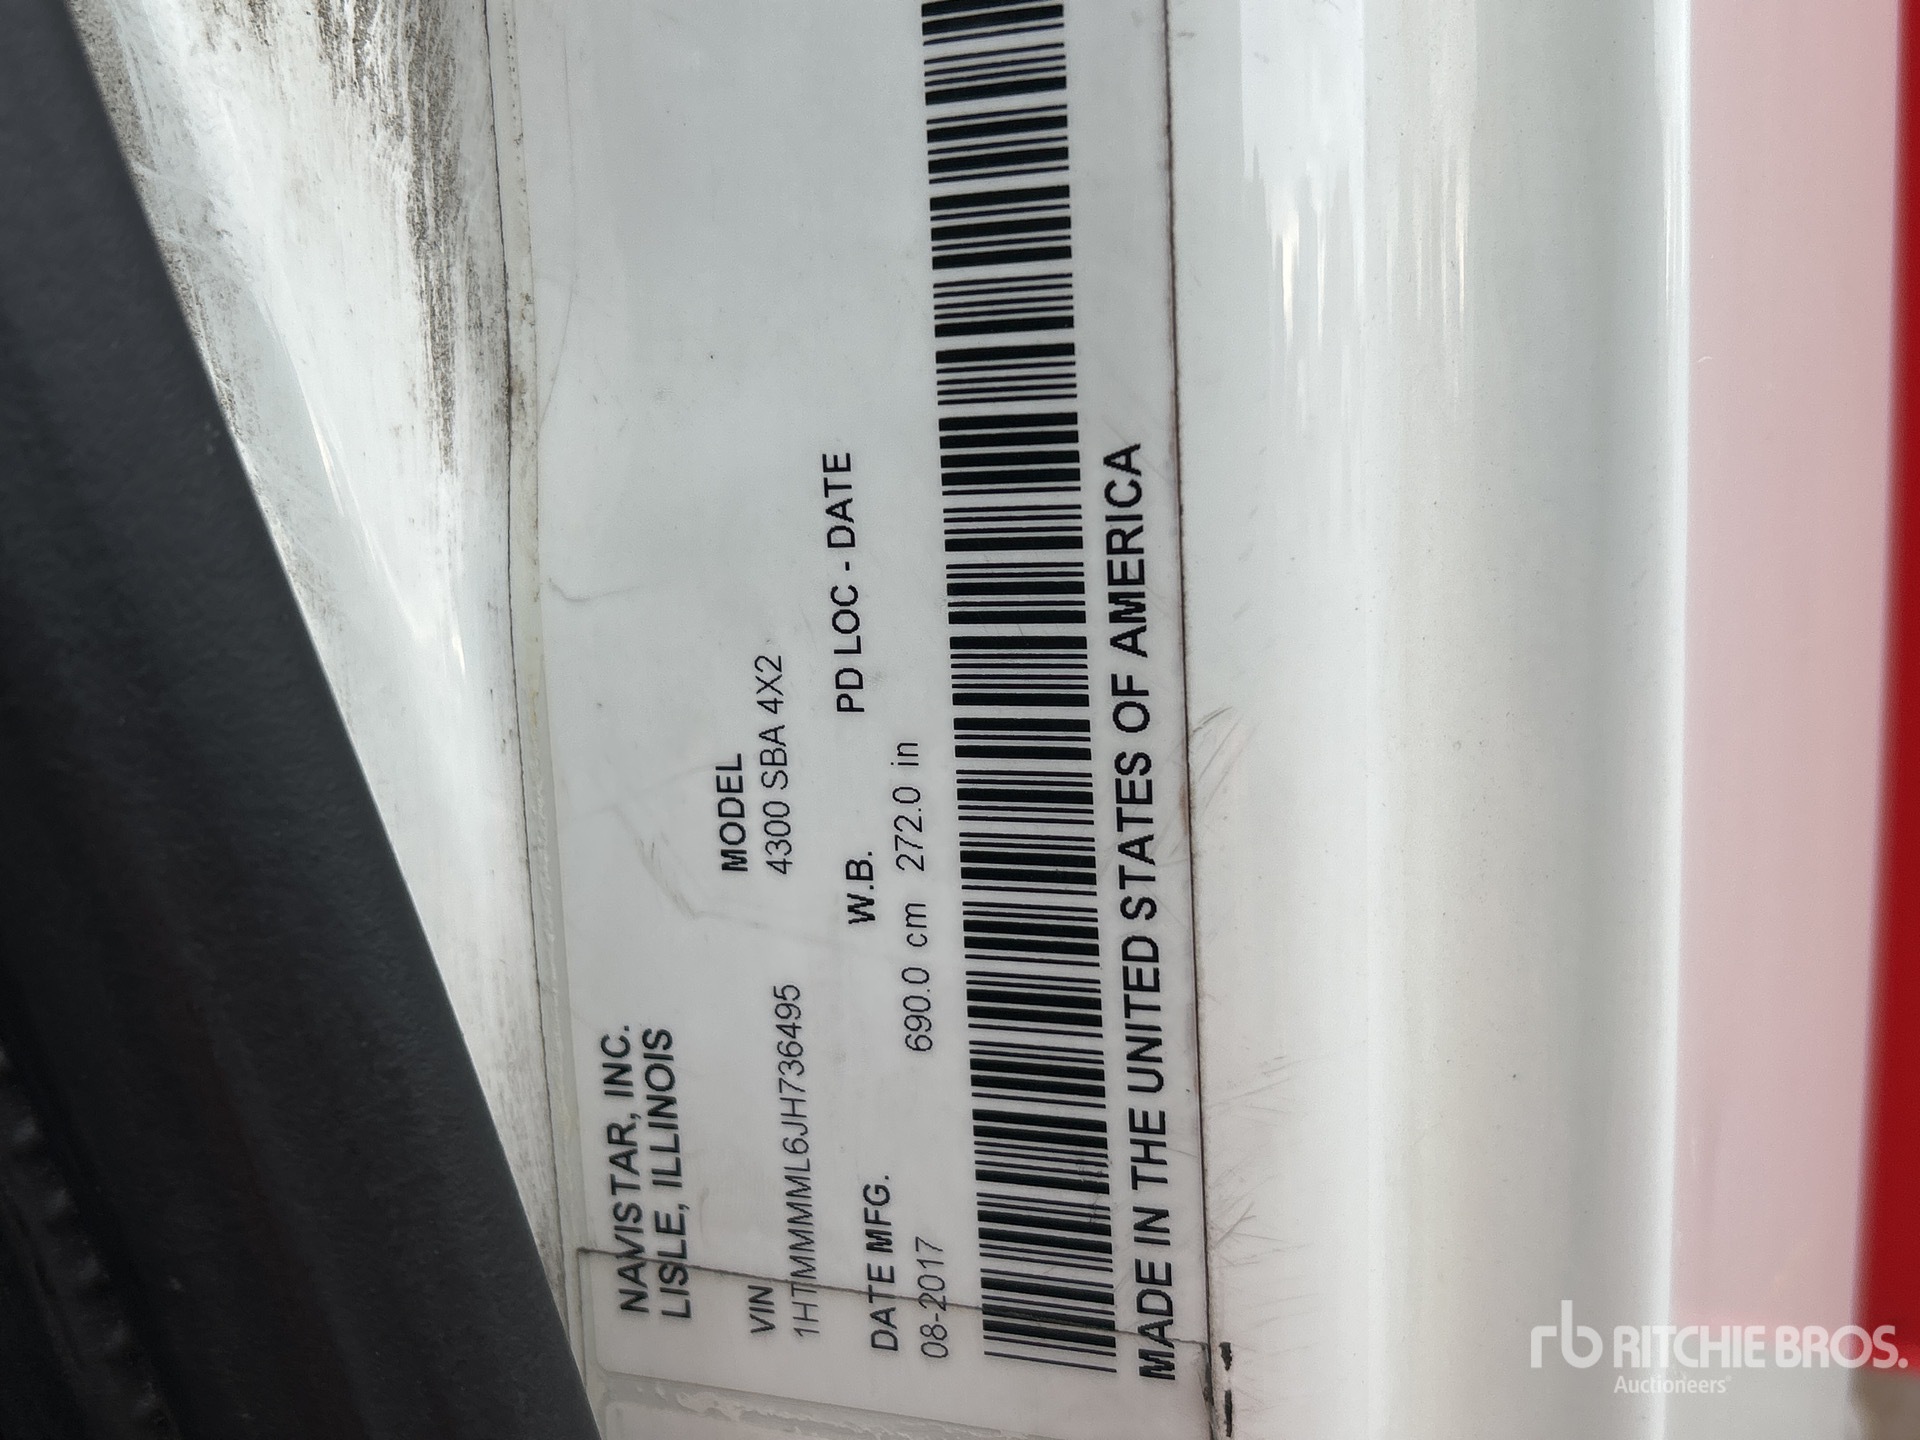 NAVISTAR, INC.
LISLE, ILLINOIS
VIN MODEL
1HTMMMML6JH736495 4300 SBA 4X2
DATE MFG. W.B. PD LOC - DATE
08-2017 690.0 cm 272.0 in
MADE IN THE UNITED STATES OF AMERICA
rb RITCHIE BROS.
Auctioneers